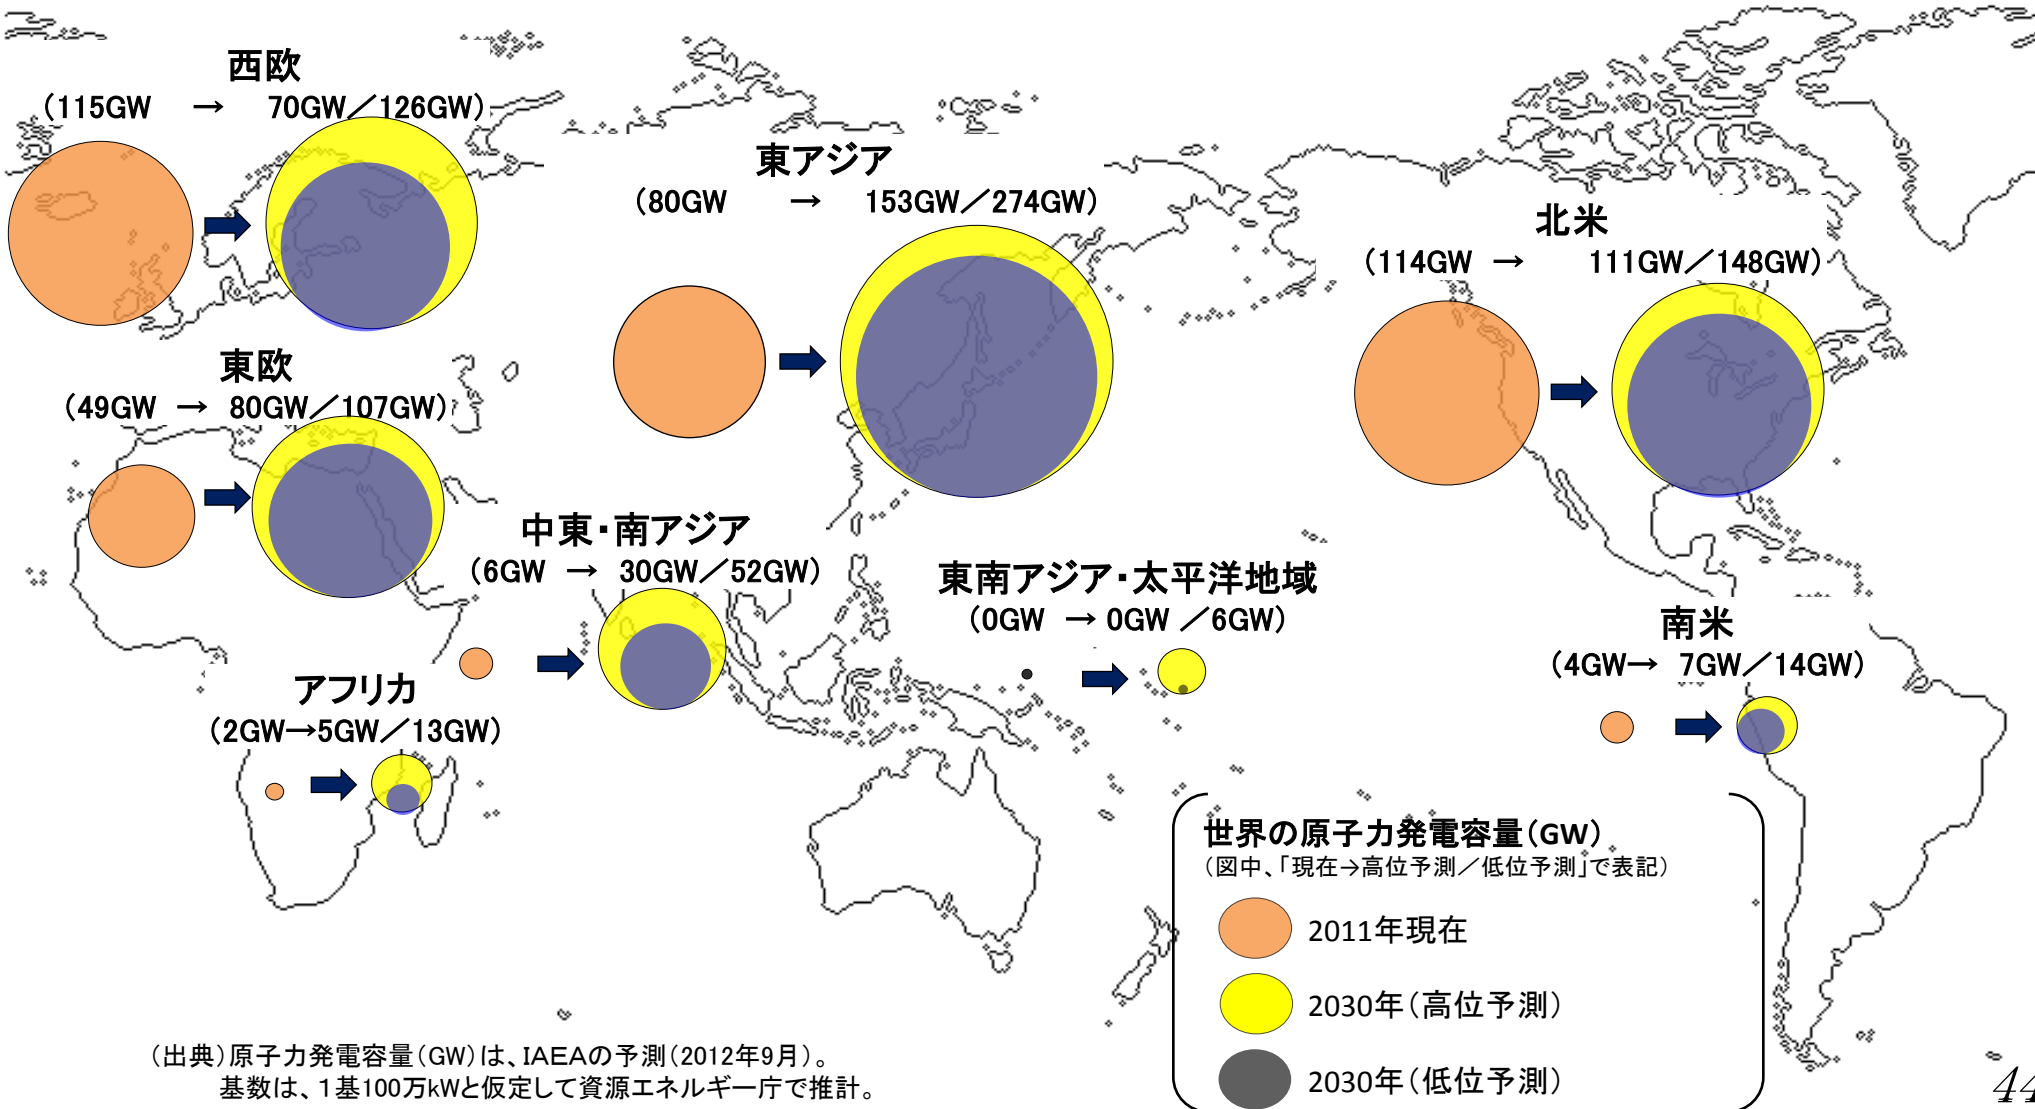 西欧
(115GW → 70GW／126GW)
東アジア
(80GW → 153GW／274GW)
北米
(114GW → 111GW／148GW)
東欧
(49GW → 80GW／107GW)
中東・南アジア
(6GW → 30GW／52GW)
東南アジア・太平洋地域
(0GW → 0GW ／6GW)
南米
(4GW→ 7GW／14GW)
アフリカ
(2GW→5GW／13GW)
世界の原子力発電容量(GW)
(図中、「現在→高位予測／低位予測」で表記)
2011年現在
2030年(高位予測)
2030年(低位予測)
(出典)原子力発電容量(GW)は、IAEAの予測(2012年9月)。
基数は、1基100万kWと仮定して資源エネルギー庁で推計。
44